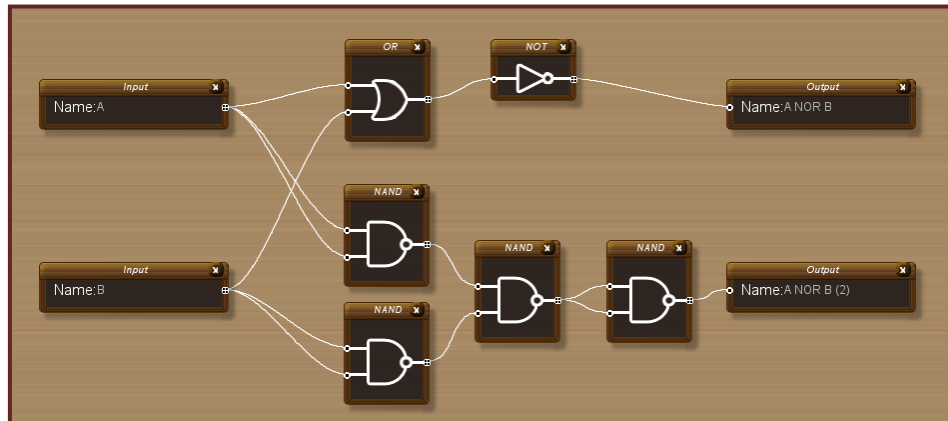 OR
NOT
Input
Name:A
Output
Name:A NOR B
NAND
NAND
NAND
Input
Name:B
Output
Name:A NOR B (2)
NAND